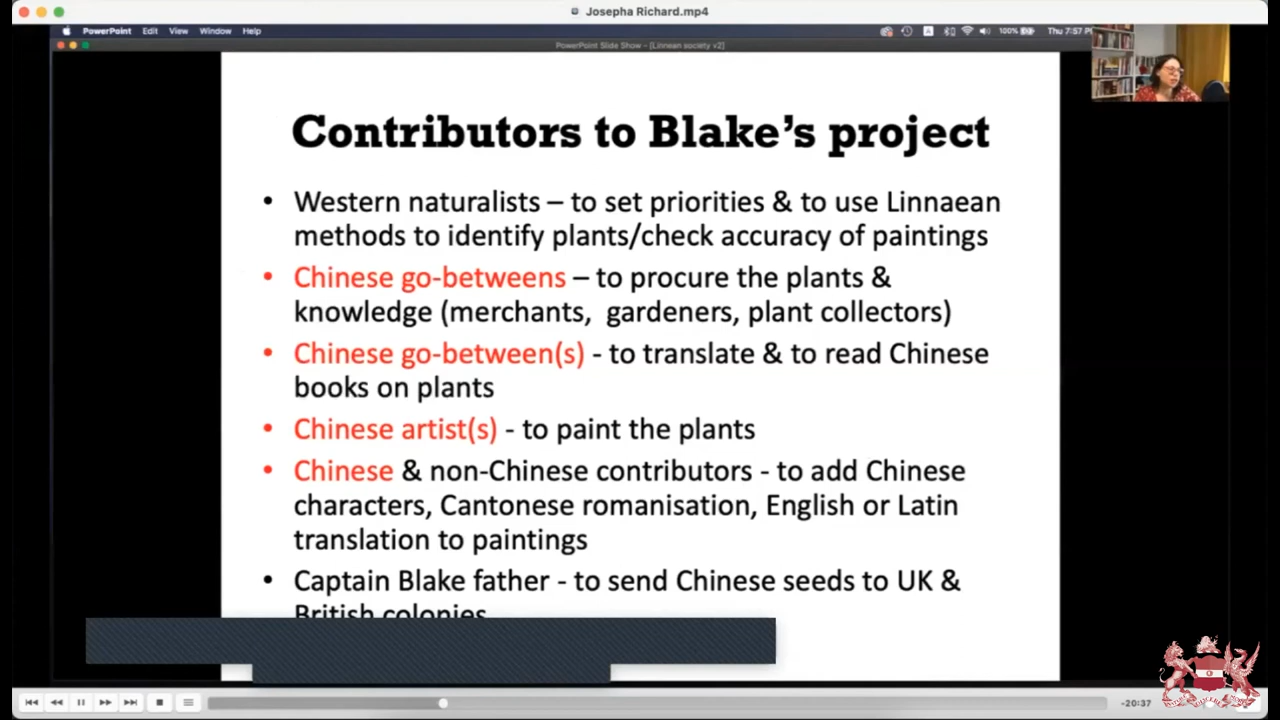 Josepha Richard.mp4
PowerPoint Edit View Window Help
100%
Thu 7:57
PowerPoint Slide Show - [Linnean society v2]
Contributors to Blake's project
• Western naturalists – to set priorities & to use Linnaean
methods to identify plants/check accuracy of paintings
• Chinese go-betweens – to procure the plants &
knowledge (merchants, gardeners, plant collectors)
• Chinese go-between(s) - to translate & to read Chinese
books on plants
• Chinese artist(s) - to paint the plants
• Chinese & non-Chinese contributors - to add Chinese
characters, Cantonese romanisation, English or Latin
translation to paintings
• Captain Blake father - to send Chinese seeds to UK &
British colonies
-20:37